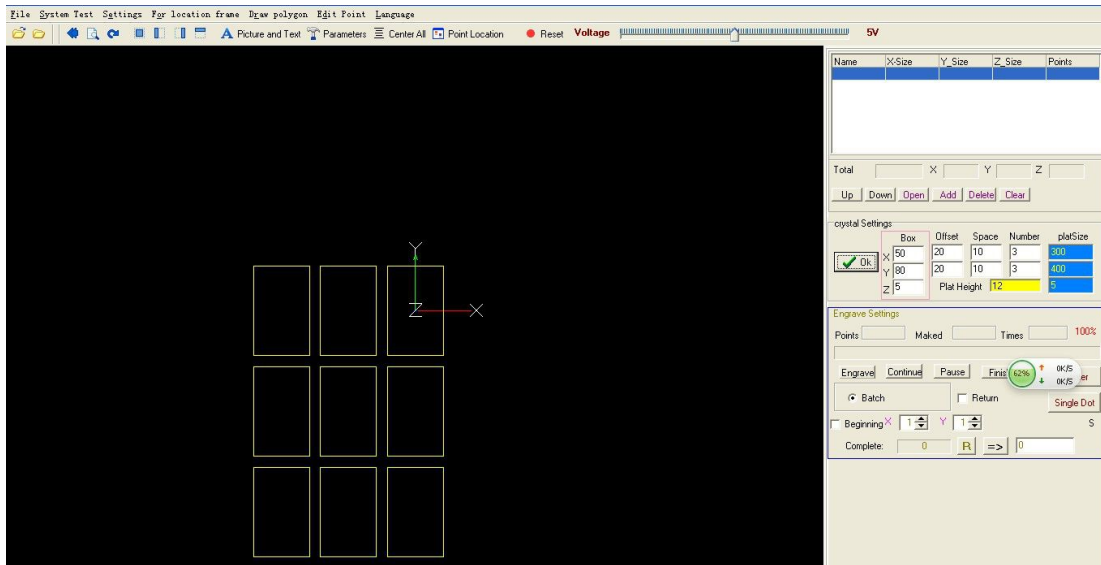 File System Test Settings For location frame Draw polygon Edit Point Language
A Picture and Text Parameters Center All Point Location Reset Voltage 5V
Name X-Size Y_Size Z_Size Points
Total X Y Z
Up Down Open Add Delete Clear
crystal Settings
Box Offset Space Number platSize
Ok X 50 20 10 3 300
Y 80 20 10 3 400
Z 5 Plat Height 12 5
Engrave Settings
Points Maked Times 100%
Engrave Continue Pause 62% 0K/S
0K/S
Batch Return Single Dot
Beginning X 1 Y 1 S
Complete: 0 R => 0
Y
Z X